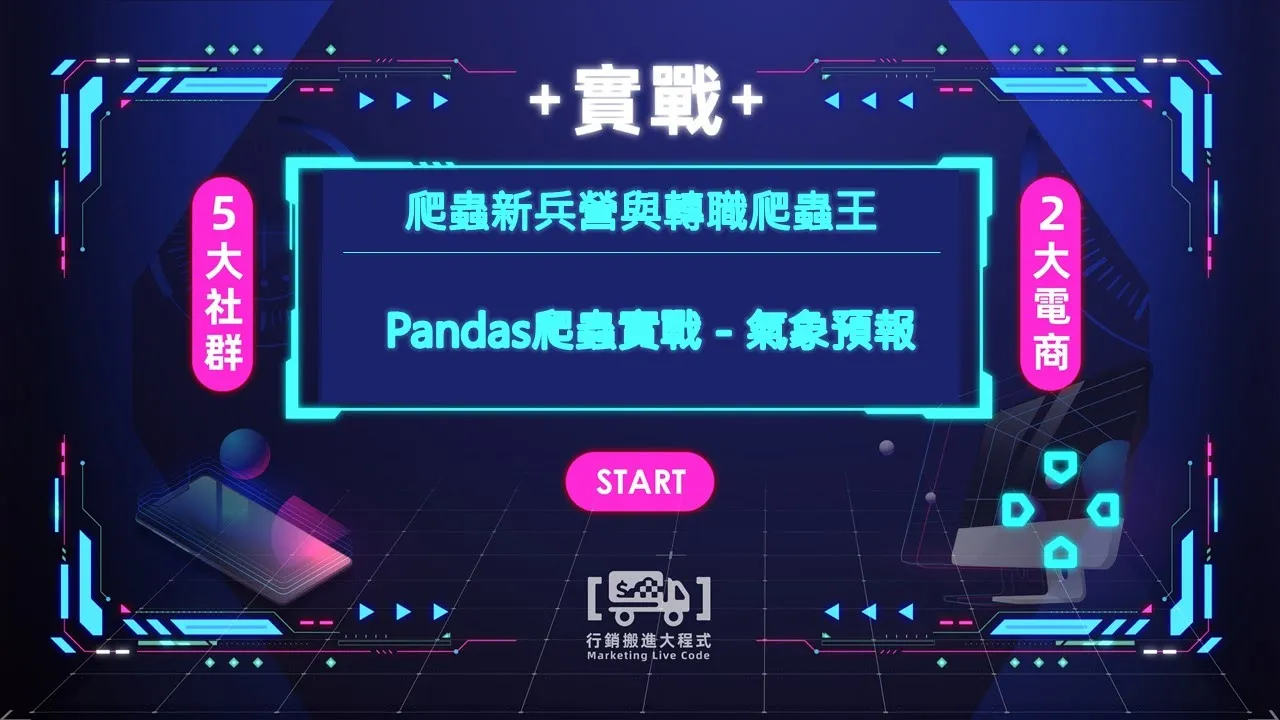 + 實戰 +
爬蟲新兵營與轉職爬蟲王
5大社群
2大電商
Pandas爬蟲實戰 - 氣象預報
START
行銷搬進大程式
Marketing Live Code